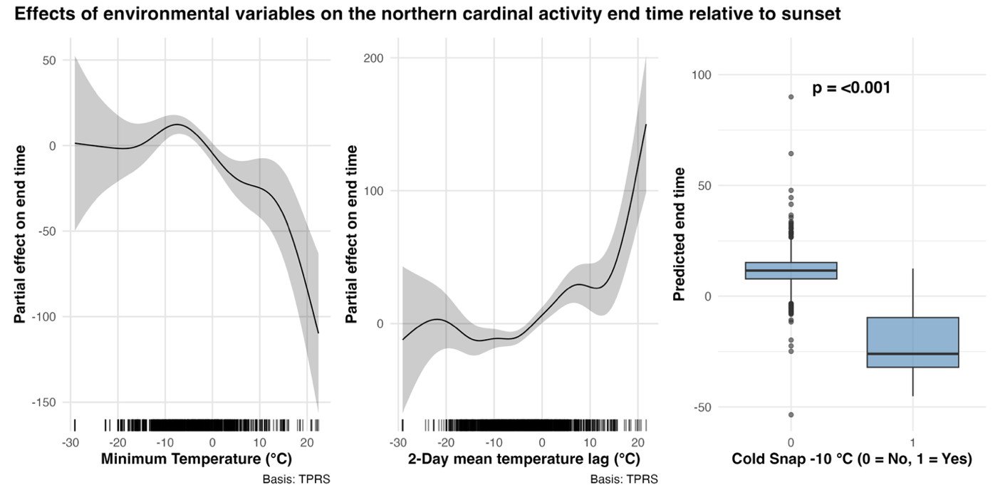 Effects of environmental variables on the northern cardinal activity end time relative to sunset
Partial effect on end time
50
0
-50
-100
-150
-30 -20 -10 0 10 20
Minimum Temperature (°C)
Basis: TPRS
Partial effect on end time
200
100
0
-30 -20 -10 0 10 20
2-Day mean temperature lag (°C)
Basis: TPRS
Predicted end time
100
50
0
-50
p = <0.001
0 1
Cold Snap -10 °C (0 = No, 1 = Yes)